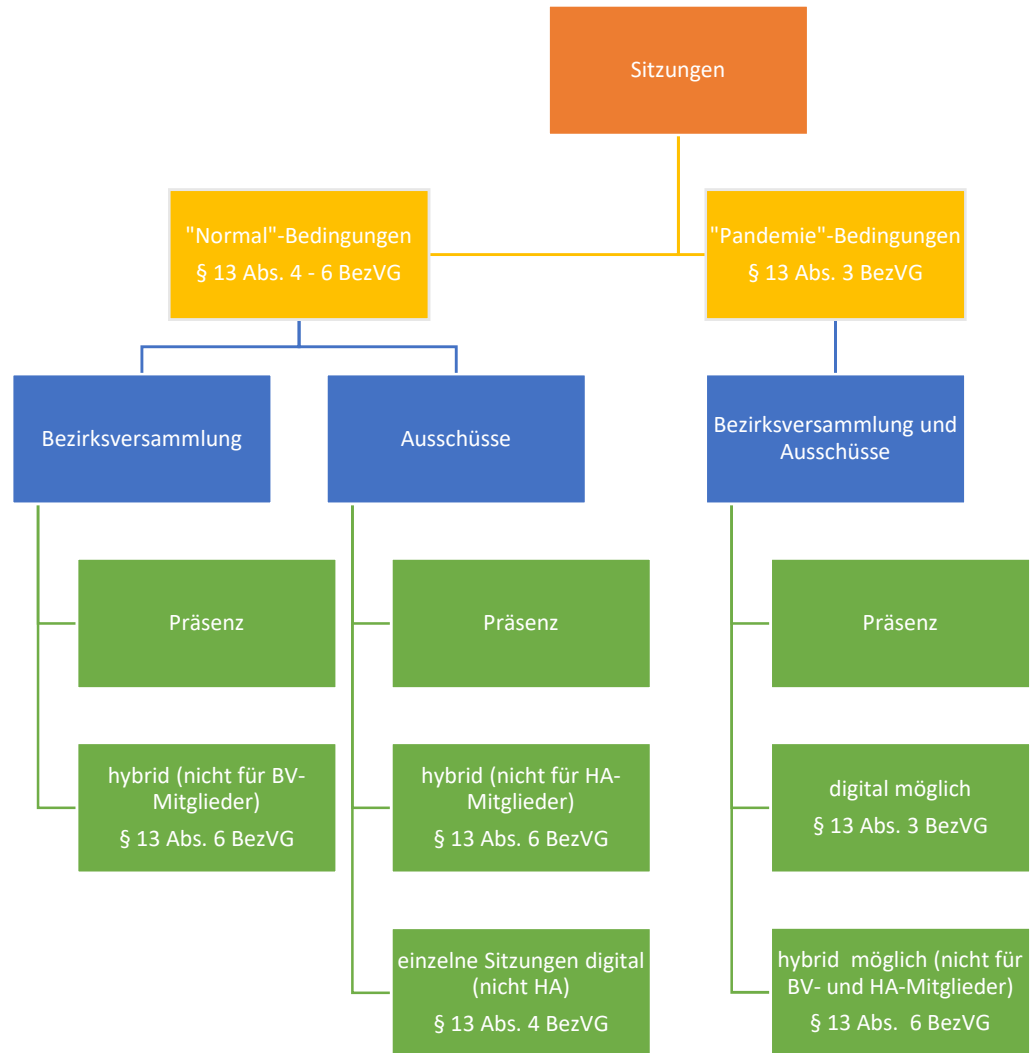 Sitzungen
"Normal"-Bedingungen
§ 13 Abs. 4 - 6 BezVG
"Pandemie"-Bedingungen
§ 13 Abs. 3 BezVG
Bezirksversammlung
Ausschüsse
Bezirksversammlung und
Ausschüsse
Präsenz
Präsenz
Präsenz
hybrid (nicht für BV-
Mitglieder)
§ 13 Abs. 6 BezVG
hybrid (nicht für HA-
Mitglieder)
§ 13 Abs. 6 BezVG
digital möglich
§ 13 Abs. 3 BezVG
einzelne Sitzungen digital
(nicht HA)
§ 13 Abs. 4 BezVG
hybrid  möglich (nicht für
BV- und HA-Mitglieder)
§ 13 Abs.  6 BezVG